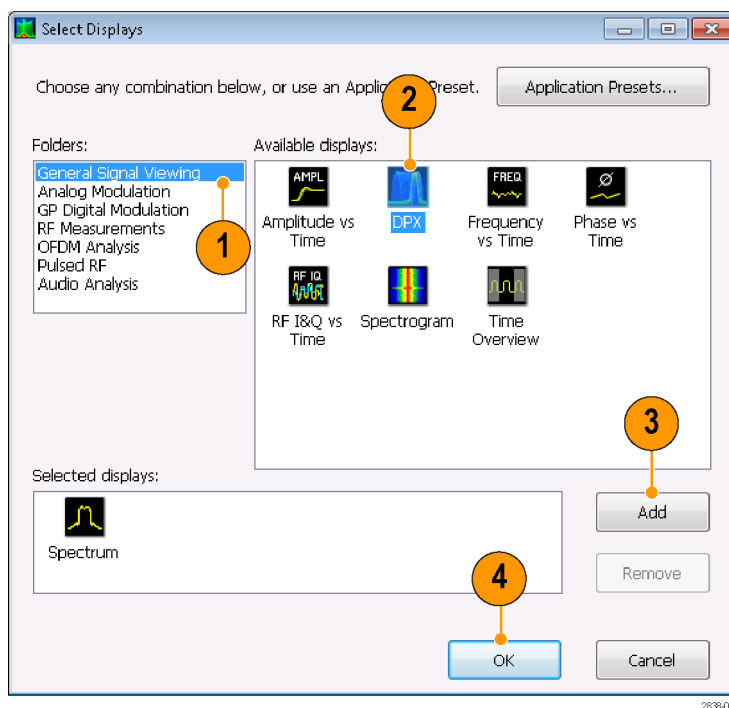 Select Displays
Choose any combination below, or use an Application Preset.
Application Presets...
2
Folders:
Available displays:
General Signal Viewing
Analog Modulation
GP Digital Modulation
RF Measurements
OFDM Analysis
Pulsed RF
Audio Analysis
1
AMPL
Amplitude vs
Time
DPX
FREQ
Frequency
vs Time
Ø
Phase vs
Time
RF IQ
RF I&Q vs
Time
Spectrogram
Time
Overview
3
Selected displays:
Spectrum
Add
Remove
4
OK
Cancel